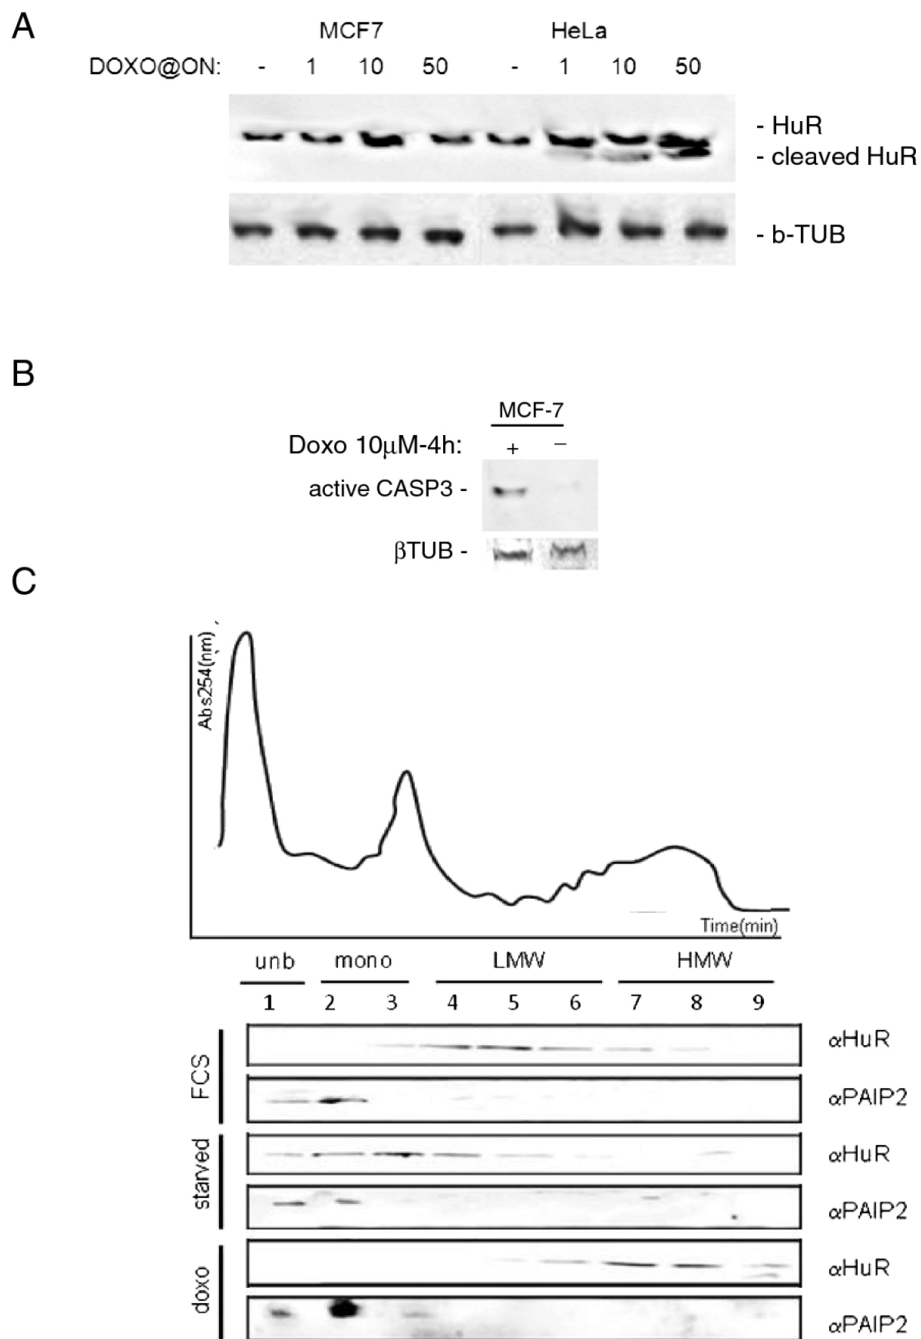 A
MCF7 HeLa
DOXO@ON: - 1 10 50 - 1 10 50
- HuR
- cleaved HuR
- b-TUB
B
MCF-7
Doxo 10μM-4h: + −
active CASP3 -
βTUB -
C
Abs254(nm)
Time(min)
unb mono LMW HMW
1 2 3 4 5 6 7 8 9
FCS
αHuR
αPAIP2
starved
αHuR
αPAIP2
doxo
αHuR
αPAIP2